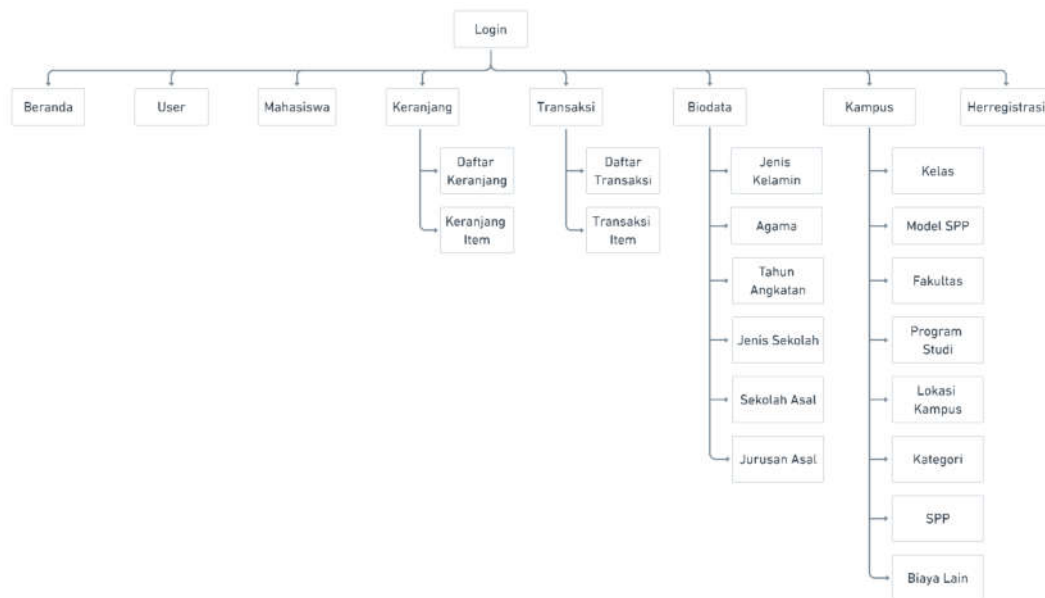 Login
Beranda
User
Mahasiswa
Keranjang
Transaksi
Biodata
Kampus
Herregistrasi
Daftar
Keranjang
Keranjang
Item
Daftar
Transaksi
Transaksi
Item
Jenis
Kelamin
Agama
Tahun
Angkatan
Jenis Sekolah
Sekolah Asal
Jurusan Asal
Kelas
Model SPP
Fakultas
Program
Studi
Lokasi
Kampus
Kategori
SPP
Biaya Lain